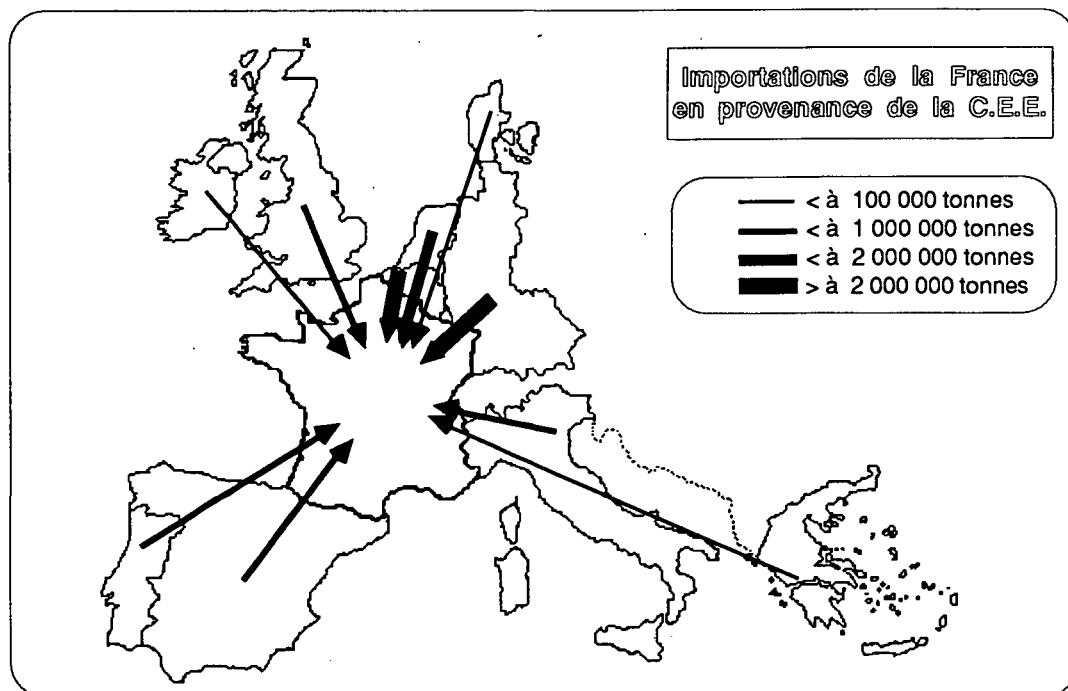 Importations de la France
en provenance de la C.E.E.
< à 100 000 tonnes
< à 1 000 000 tonnes
< à 2 000 000 tonnes
> à 2 000 000 tonnes